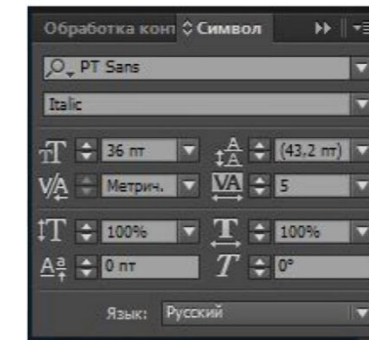 Обработка конт Символ
PT Sans
Italic
36 пт (43,2 пт)
Метрич. 5
100% 100%
0 пт 0°
Язык: Русский